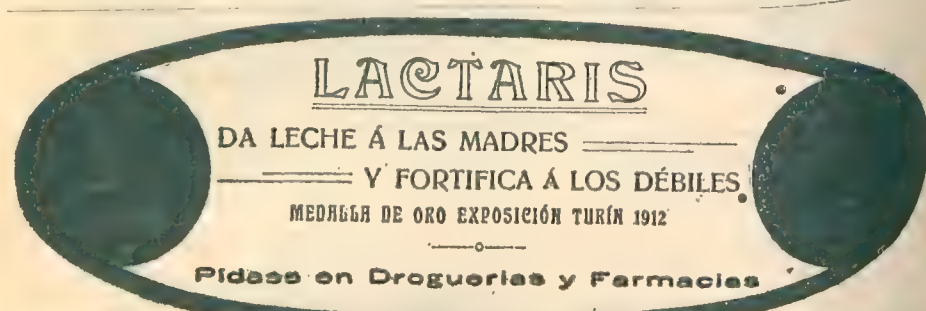 LACTARIS
DA LECHE Á LAS MADRES
Y FORTIFICA Á LOS DÉBILES
MEDALLA DE ORO EXPOSICIÓN TURÍN 1912
Pídase en Droguerías y Farmacias